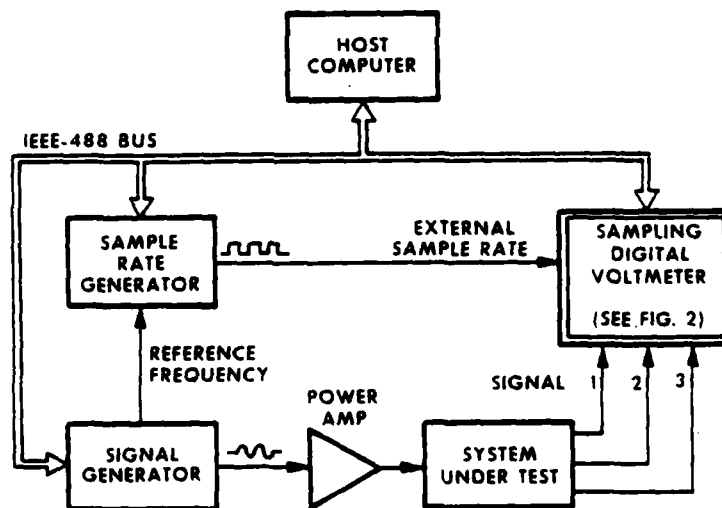 HOST
COMPUTER
IEEE-488 BUS
SAMPLE
RATE
GENERATOR
EXTERNAL
SAMPLE RATE
SAMPLING
DIGITAL
VOLTMETER
(SEE FIG. 2)
REFERENCE
FREQUENCY
SIGNAL 1 2 3
POWER
AMP
SIGNAL
GENERATOR
SYSTEM
UNDER TEST